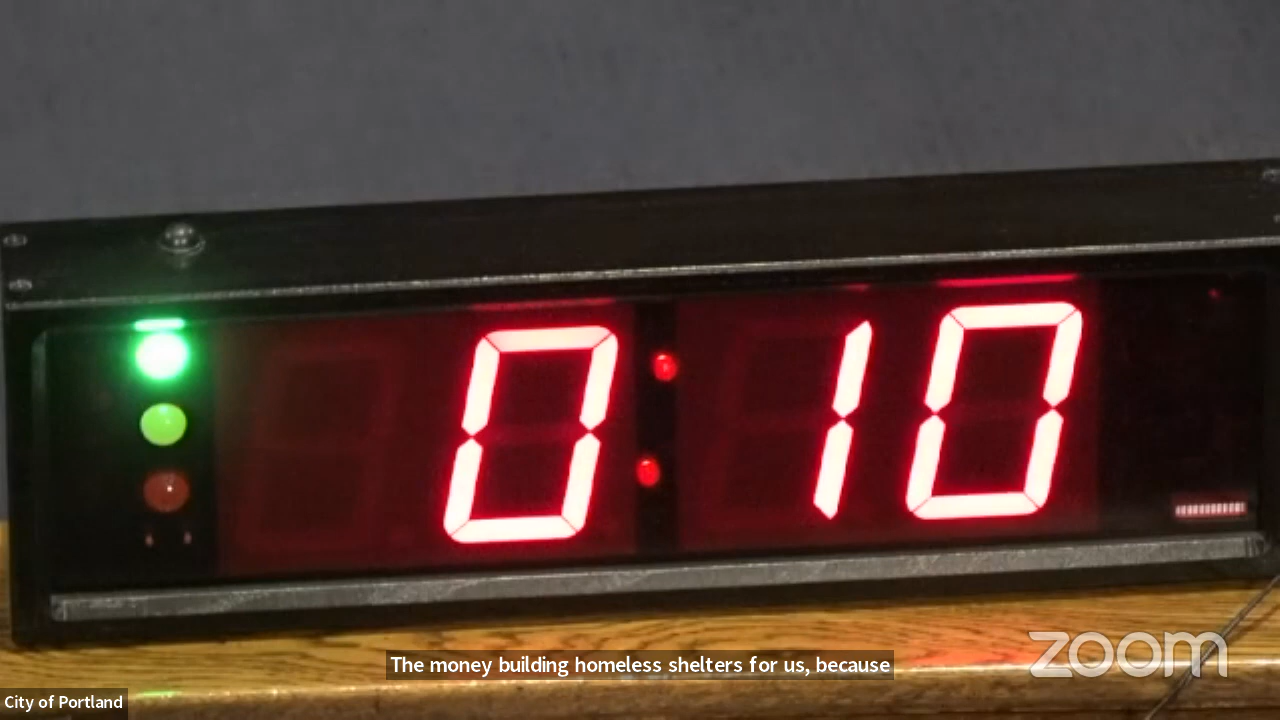 0:10
zoom
The money building homeless shelters for us, because
City of Portland